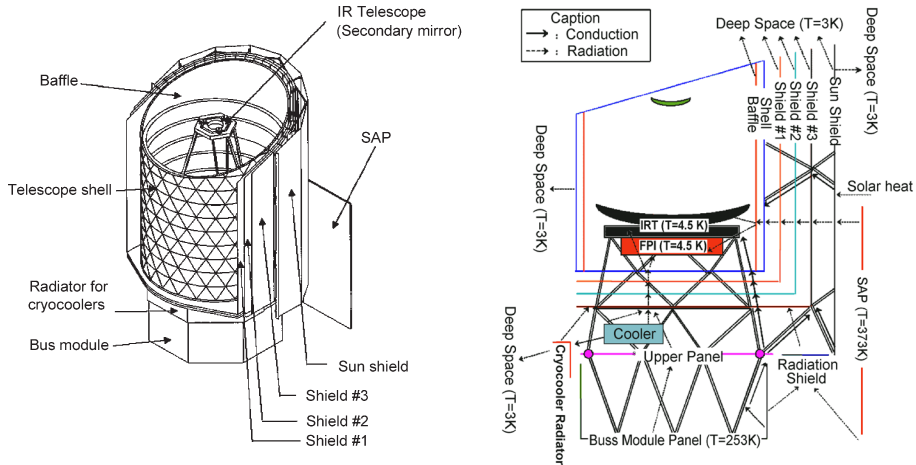 IR Telescope
(Secondary mirror)
Baffle
SAP
Telescope shell
Radiator for
cryocoolers
Bus module
Sun shield
Shield #3
Shield #2
Shield #1
Caption
: Conduction
: Radiation
Deep Space (T=3K)
Deep Space (T=3K)
Sun Shield
Shield #3
Shield #2
Shield #1
Shell
Baffle
Deep Space (T=3K)
Solar heat
IRT (T=4.5 K)
FPI (T=4.5 K)
SAP (T=373K)
Cooler
Upper Panel
Radiation
Shield
Deep Space (T=3K)
Cryocooler Radiator
Buss Module Panel (T=253K)